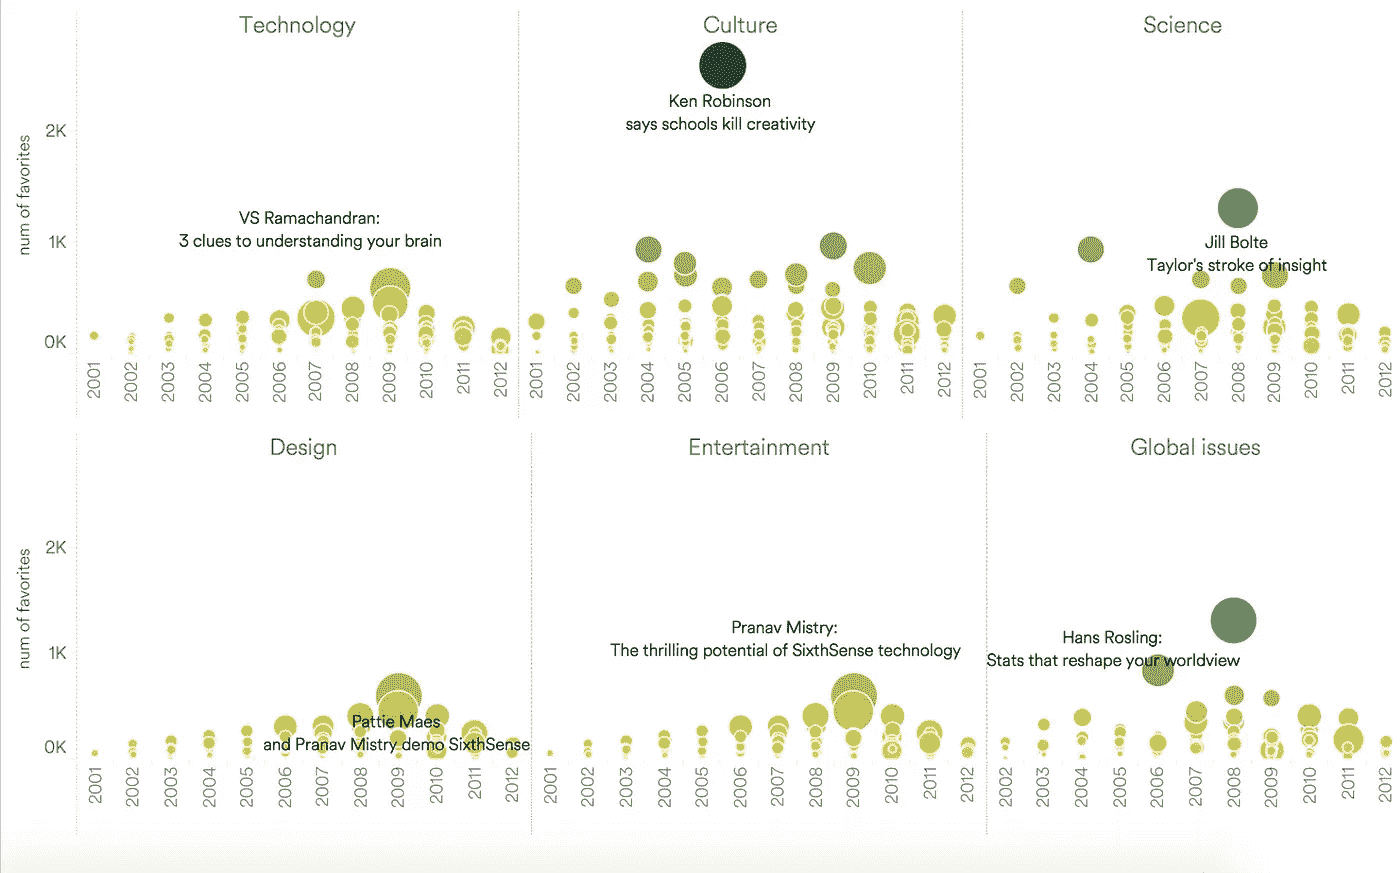 Technology
Culture
Science
num of favorites
2K
1K
0K
Ken Robinson
says schools kill creativity
VS Ramachandran:
3 clues to understanding your brain
Jill Bolte
Taylor's stroke of insight
2001 2002 2003 2004 2005 2006 2007 2008 2009 2010 2011 2012
2001 2002 2003 2004 2005 2006 2007 2008 2009 2010 2011 2012
2001 2002 2003 2004 2005 2006 2007 2008 2009 2010 2011 2012
Design
Entertainment
Global issues
num of favorites
2K
1K
0K
Pattie Maes
and Pranav Mistry demo SixthSense
Pranav Mistry:
The thrilling potential of SixthSense technology
Hans Rosling:
Stats that reshape your worldview
2001 2002 2003 2004 2005 2006 2007 2008 2009 2010 2011 2012
2001 2002 2003 2004 2005 2006 2007 2008 2009 2010 2011 2012
2002 2003 2004 2005 2006 2007 2008 2009 2010 2011 2012